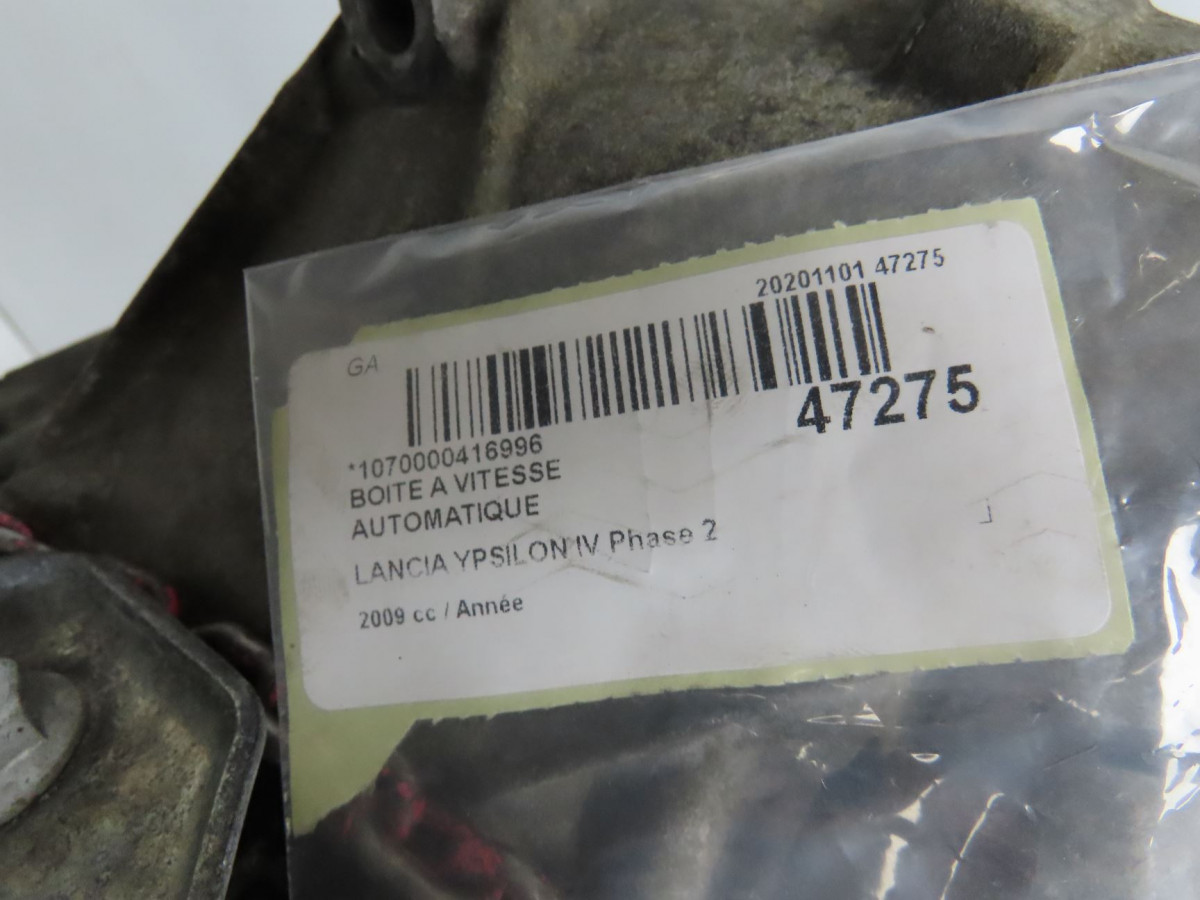 20201101 47275
GA
47275
*1070000416996
BOITE A VITESSE
AUTOMATIQUE
LANCIA YPSILON IV Phase 2
2009 cc / Année